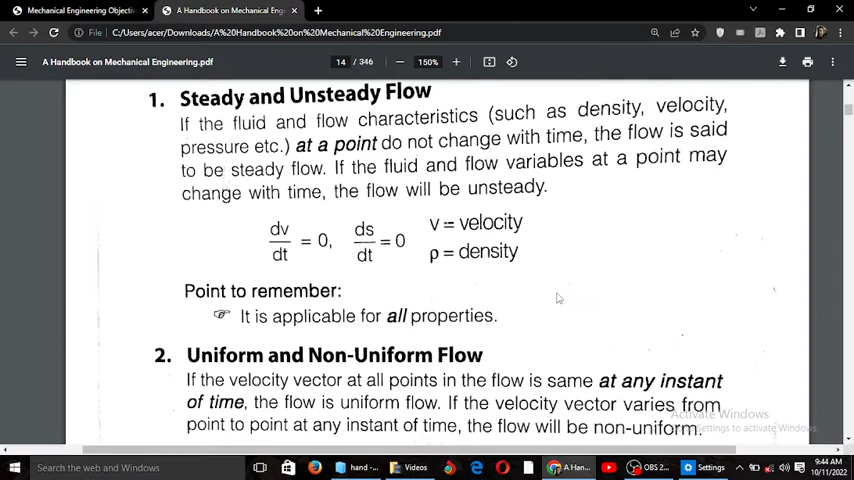 Mechanical Engineering Objectiv
A Handbook on Mechanical Engi
File
C:/Users/acer/Downloads/A%20Handbook%20on%20Mechanical%20Engineering.pdf
A Handbook on Mechanical Engineering.pdf
14 / 346
150%
1. Steady and Unsteady Flow
If the fluid and flow characteristics (such as density, velocity,
pressure etc.) at a point do not change with time, the flow is said
to be steady flow. If the fluid and flow variables at a point may
change with time, the flow will be unsteady.
dv/dt = 0, ds/dt = 0
v = velocity
ρ = density
Point to remember:
☞ It is applicable for all properties.
2. Uniform and Non-Uniform Flow
If the velocity vector at all points in the flow is same at any instant
of time, the flow is uniform flow. If the velocity vector varies from
point to point at any instant of time, the flow will be non-uniform.
Activate Windows
Go to Settings to activate Windows.
Search the web and Windows
hand -...
Videos
A Han...
OBS 2...
Settings
9:44 AM
10/11/2022